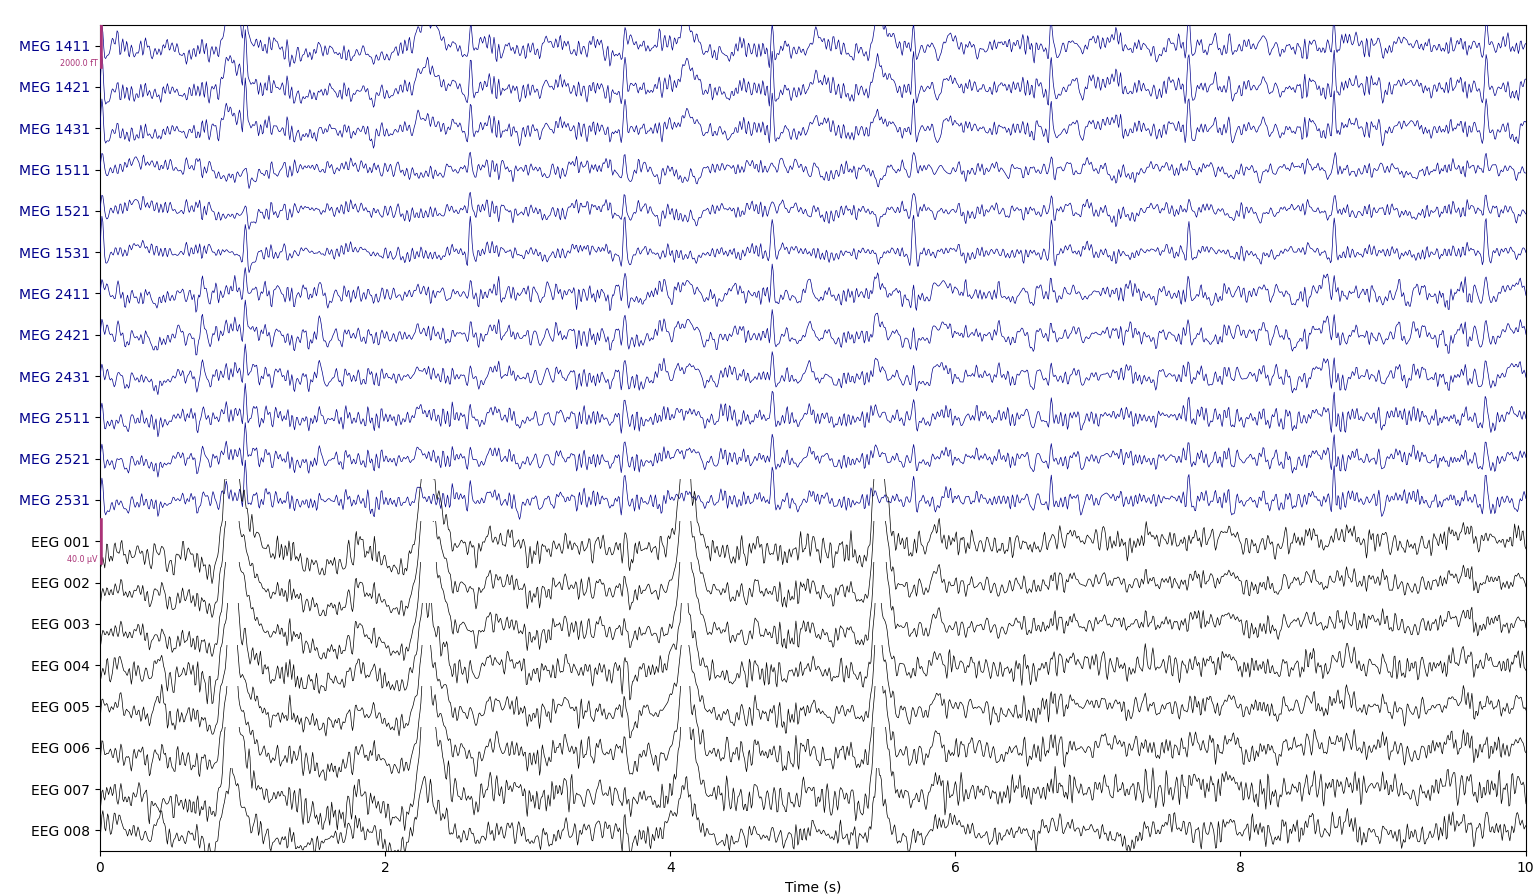 MEG 1411
2000.0 fT
MEG 1421
MEG 1431
MEG 1511
MEG 1521
MEG 1531
MEG 2411
MEG 2421
MEG 2431
MEG 2511
MEG 2521
MEG 2531
EEG 001
40.0 µV
EEG 002
EEG 003
EEG 004
EEG 005
EEG 006
EEG 007
EEG 008
0 2 4 6 8 10
Time (s)